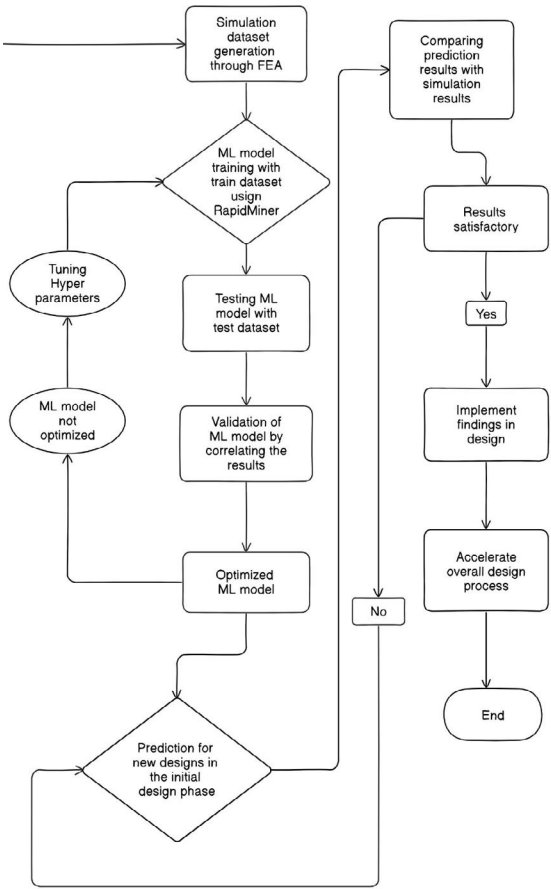 Simulation
dataset
generation
through FEA
ML model
training with
train dataset
usign
RapidMiner
Tuning
Hyper
parameters
Testing ML
model with
test dataset
ML model
not
optimized
Validation of
ML model by
correlating the
results
Optimized
ML model
Prediction for
new designs in
the initial
design phase
Comparing
prediction
results with
simulation
results
Results
satisfactory
Yes
Implement
findings in
design
Accelerate
overall design
process
No
End